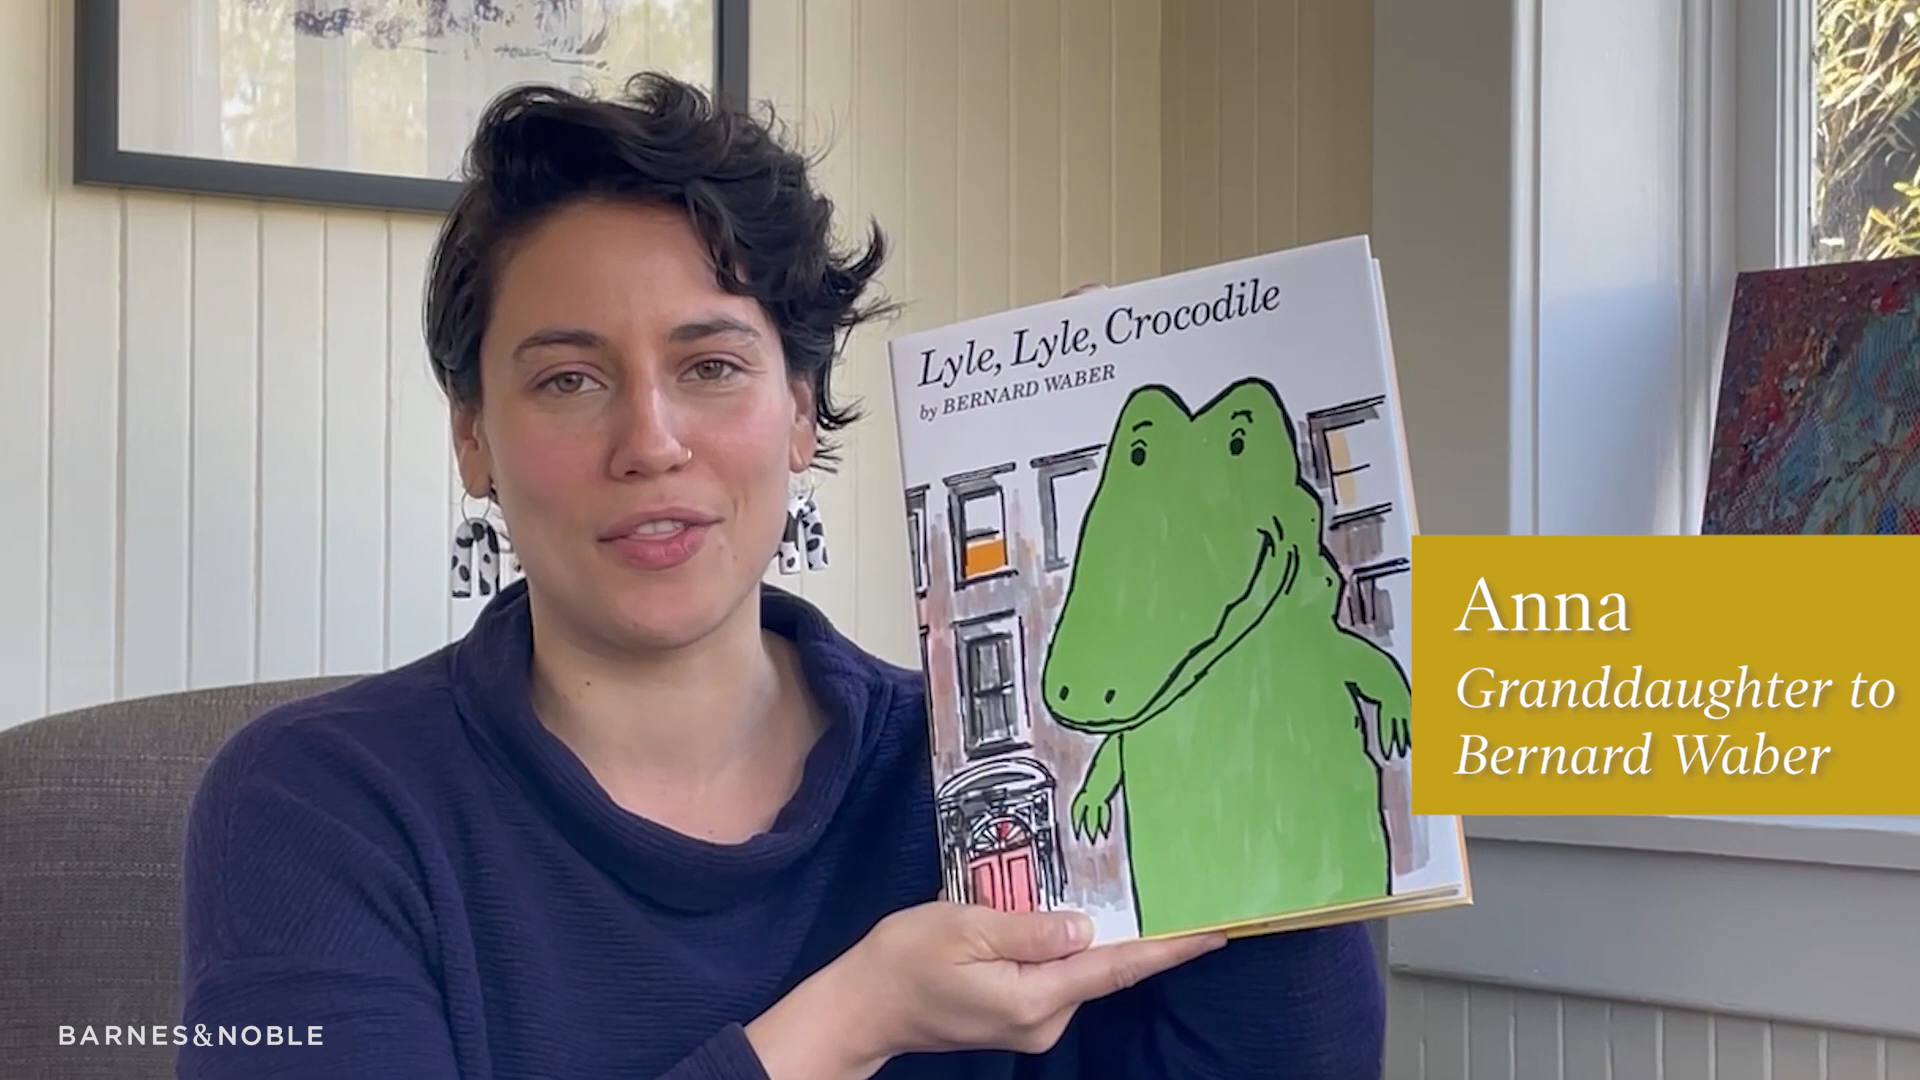 Lyle, Lyle, Crocodile
by BERNARD WABER
Anna
Granddaughter to
Bernard Waber
BARNES&NOBLE